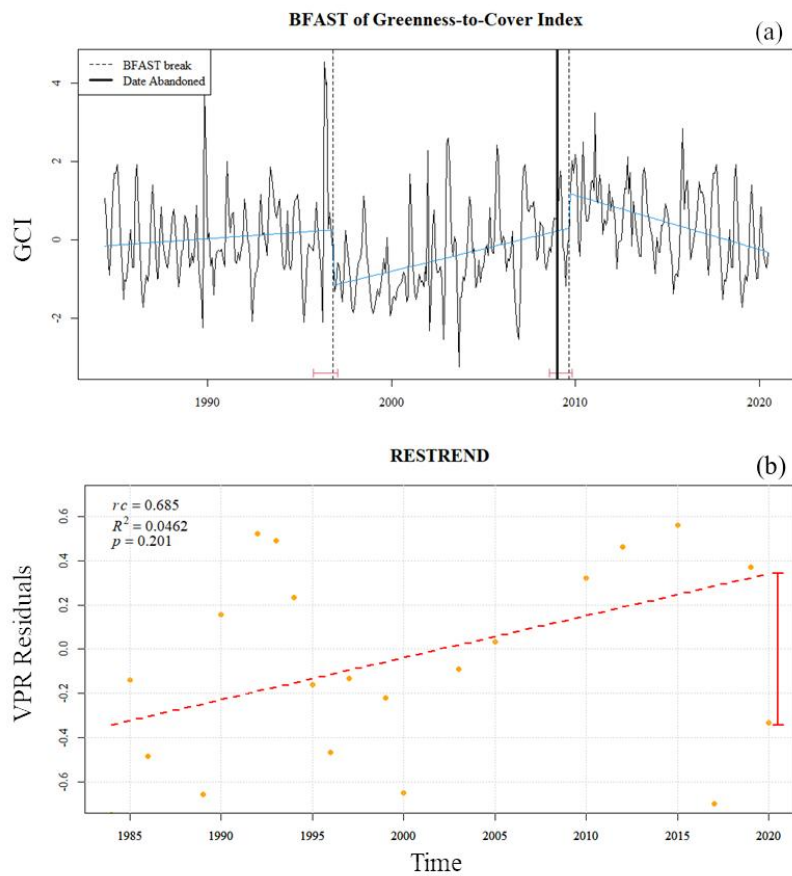 BFAST of Greenness-to-Cover Index
(a)
BFAST break
Date Abandoned
4
2
0
-2
GCI
1990 2000 2010 2020
RESTREND
(b)
rc = 0.685
R² = 0.0462
p = 0.201
0.6
0.4
0.2
0.0
-0.2
-0.4
-0.6
VPR Residuals
1985 1990 1995 2000 2005 2010 2015 2020
Time